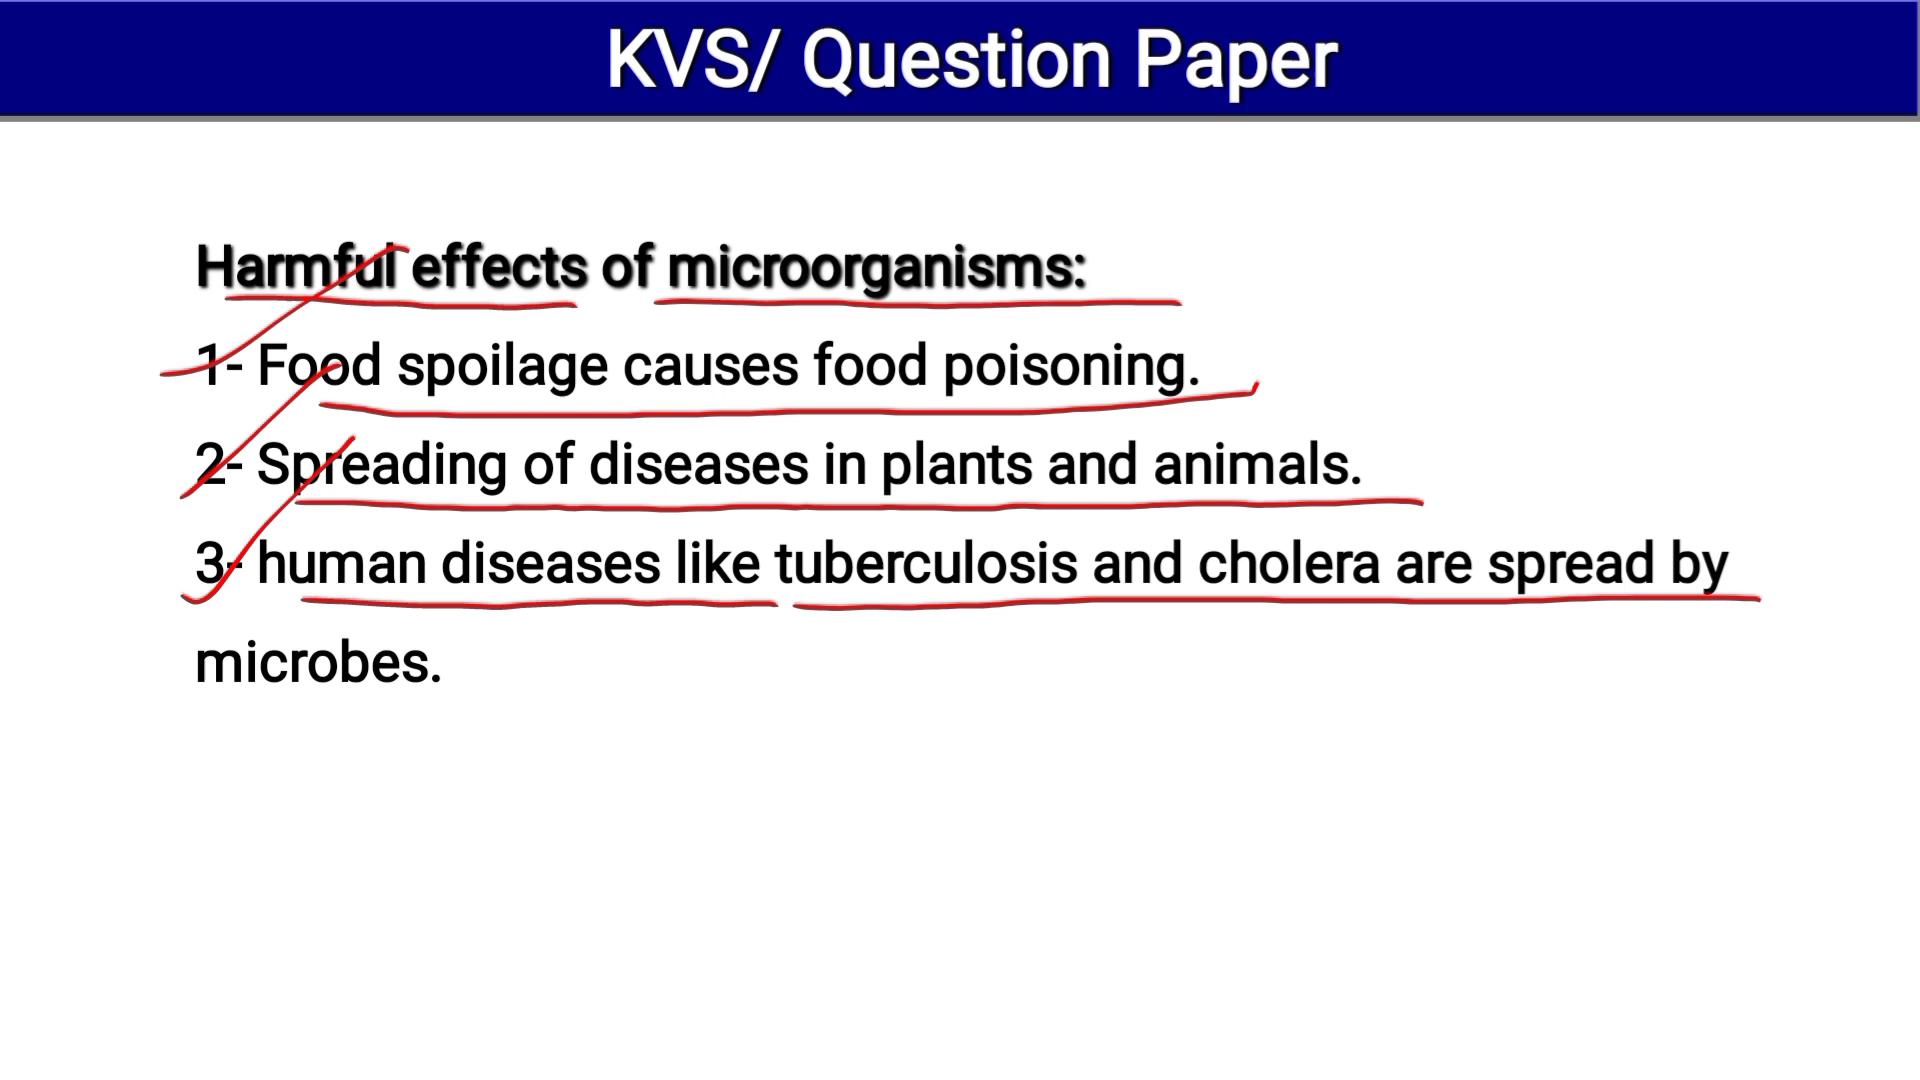 KVS/ Question Paper
Harmful effects of microorganisms:
1- Food spoilage causes food poisoning.
2- Spreading of diseases in plants and animals.
3- human diseases like tuberculosis and cholera are spread by
microbes.